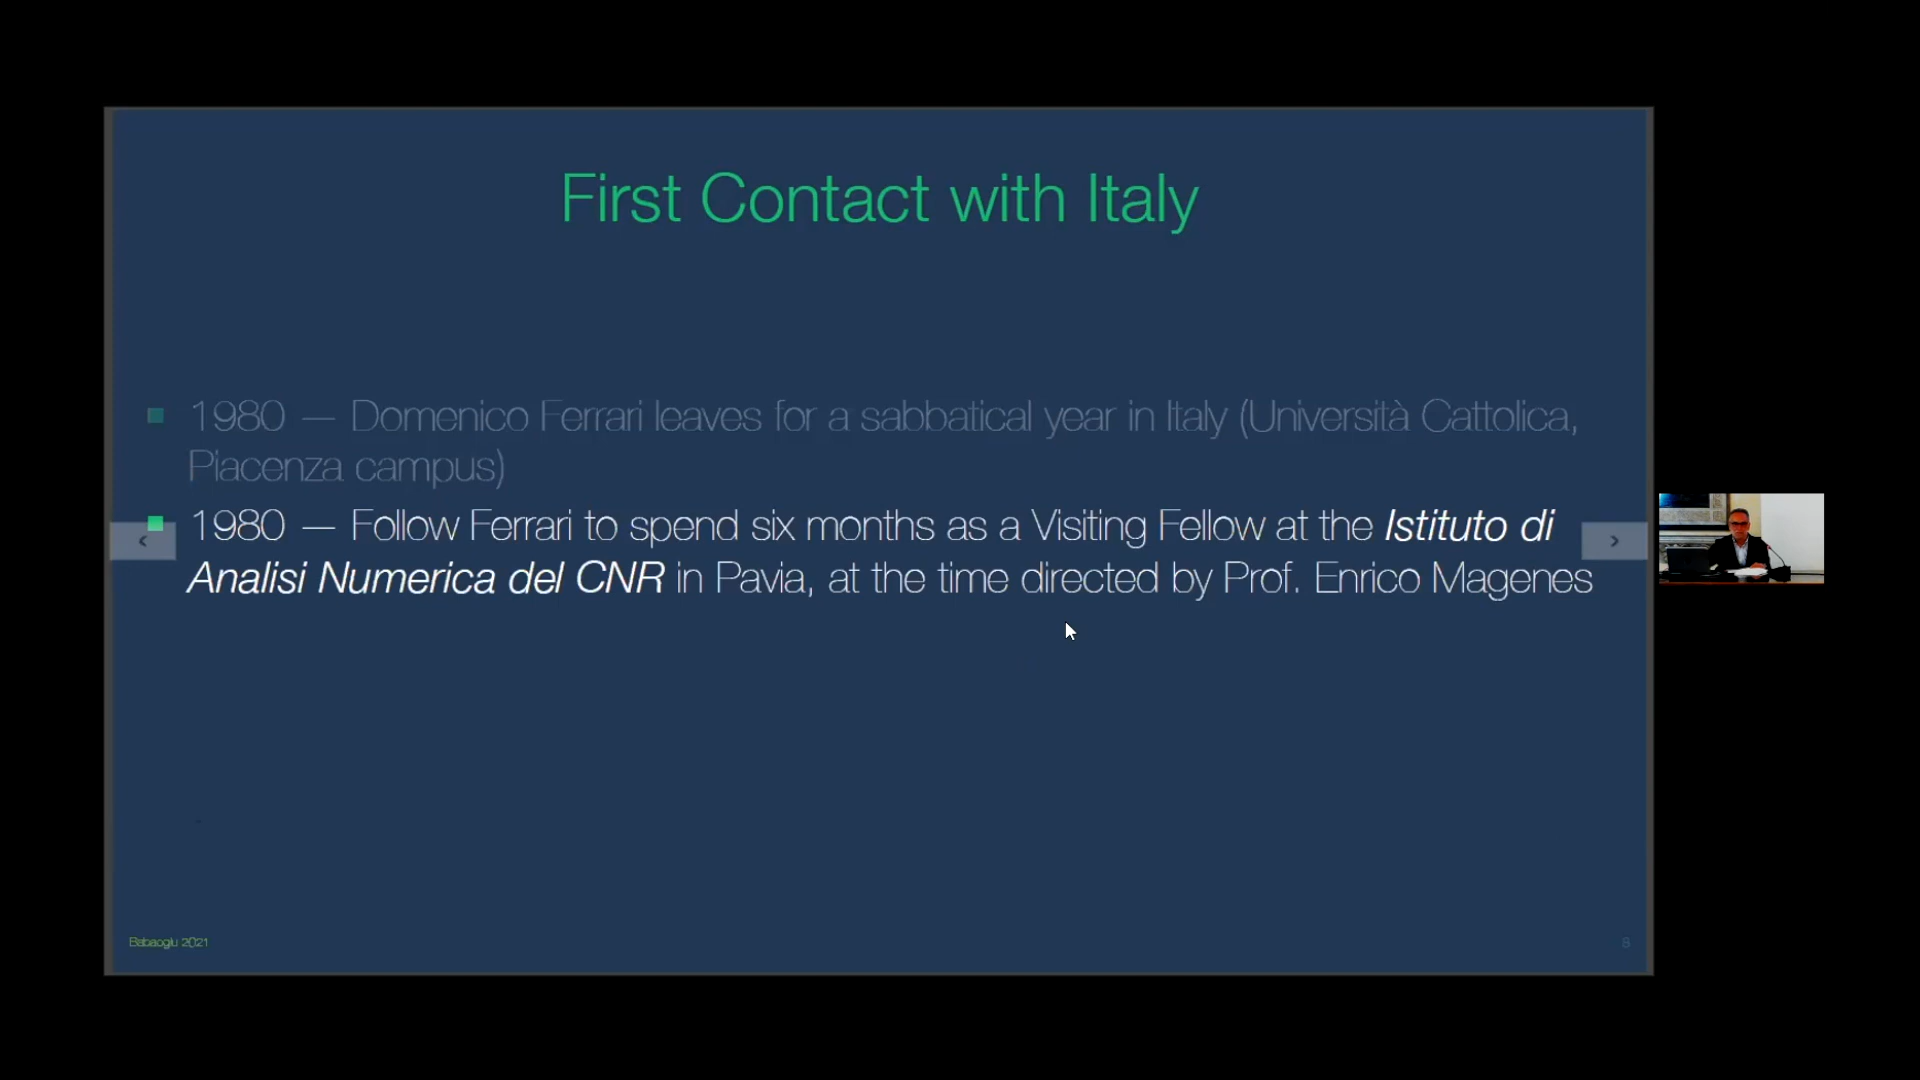 First Contact with Italy
1980 — Domenico Ferrari leaves for a sabbatical year in Italy (Università Cattolica,
Piacenza campus)
1980 — Follow Ferrari to spend six months as a Visiting Fellow at the Istituto di
Analisi Numerica del CNR in Pavia, at the time directed by Prof. Enrico Magenes
Babaoglu 2021
8